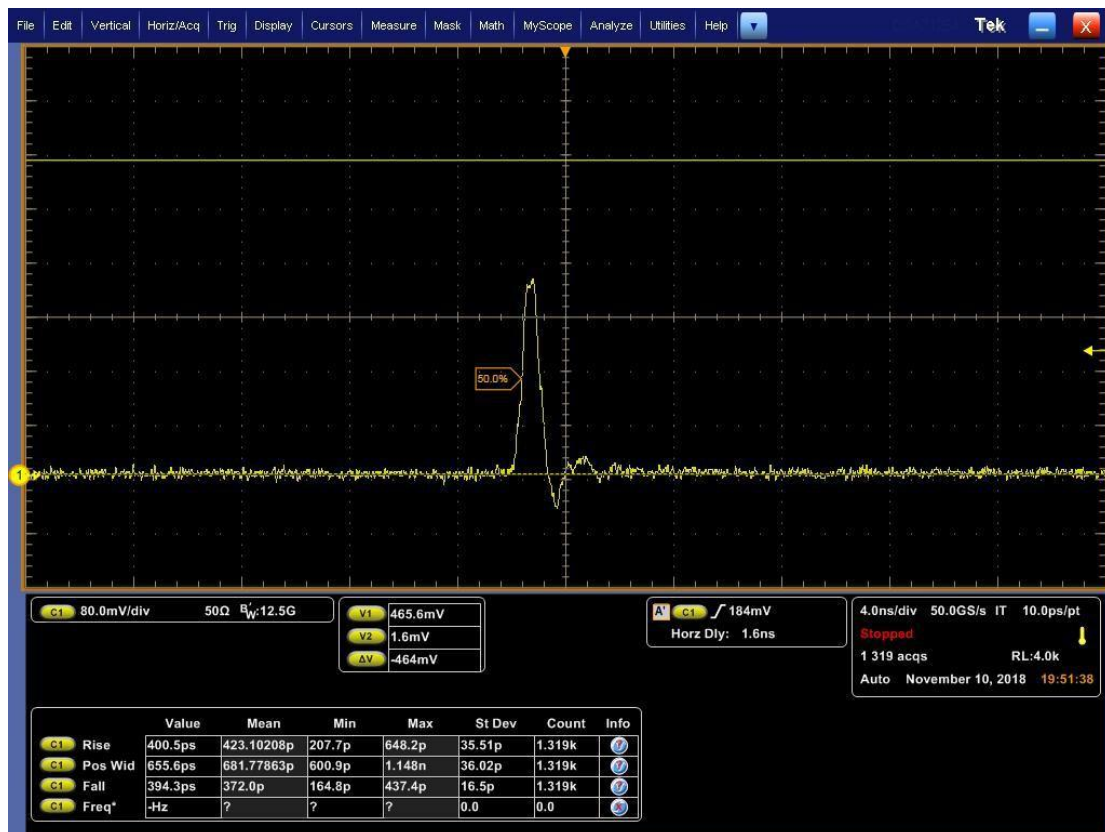 File Edit Vertical Horiz/Acq Trig Display Cursors Measure Mask Math MyScope Analyze Utilities Help Tek X
50.0%
1
C1 80.0mV/div 50Ω BW:12.5G
V1 465.6mV
V2 1.6mV
ΔV -464mV
A' C1 184mV
Horz Dly: 1.6ns
4.0ns/div 50.0GS/s IT 10.0ps/pt
Stopped
1 319 acqs RL:4.0k
Auto November 10, 2018 19:51:38
Value Mean Min Max St Dev Count Info
C1 Rise 400.5ps 423.10208p 207.7p 648.2p 35.51p 1.319k
C1 Pos Wid 655.6ps 681.77863p 600.9p 1.148n 36.02p 1.319k
C1 Fall 394.3ps 372.0p 164.8p 437.4p 16.5p 1.319k
C1 Freq* -Hz ? ? ? 0.0 0.0